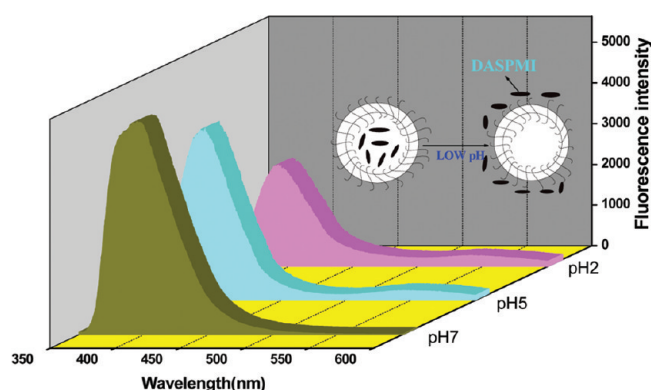 DASPMI
LOW pH
5000
4000
3000
2000
1000
0
Fluorescence intensity
pH2
pH5
pH7
350 400 450 500 550 600
Wavelength(nm)